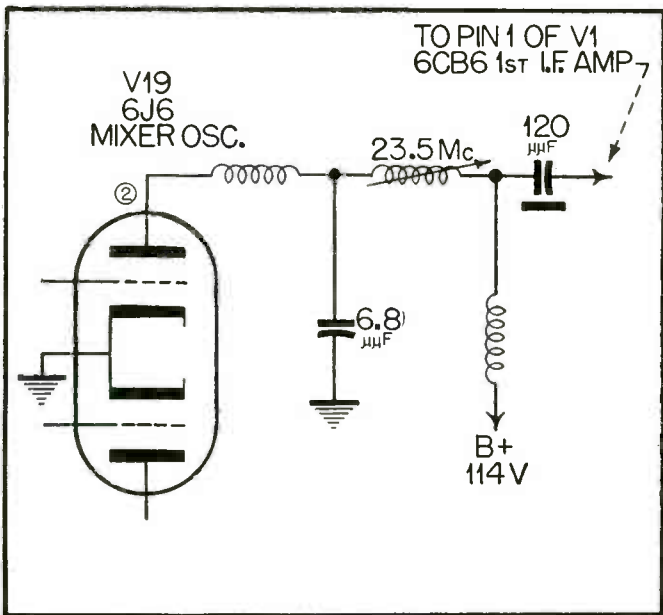 TO PIN 1 OF V1
6CB6 1ST I.F. AMP
V19
6J6
MIXER OSC.
120
μμF
23.5 Mc
②
6.8
μμF
B+
114V